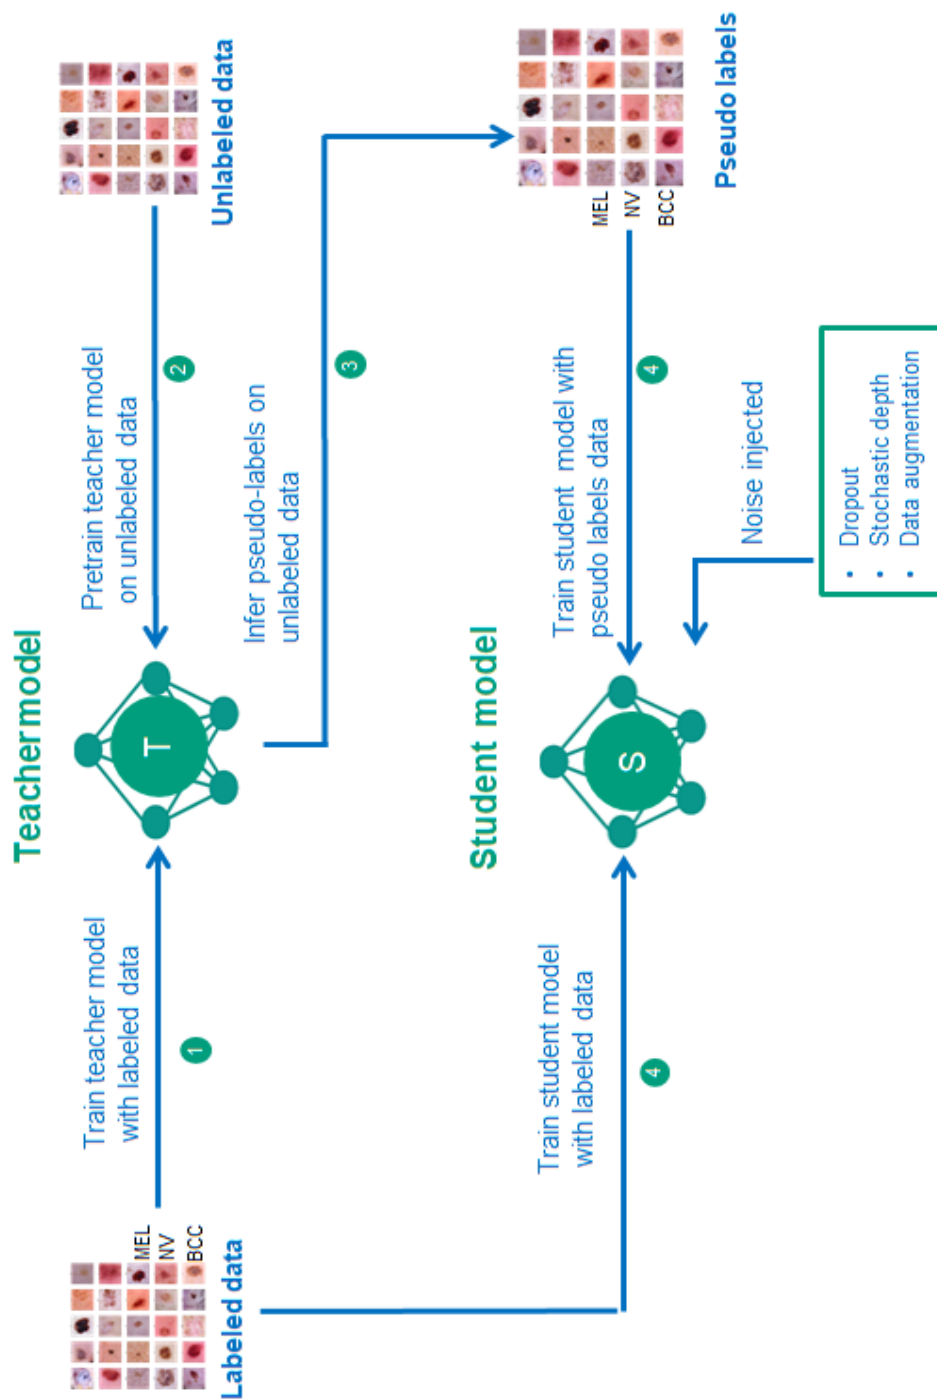 Teacher model
Train teacher model
with labeled data
1
T
Pretrain teacher model
on unlabeled data
2
Unlabeled data
MEL
NV
BCC
Labeled data
Infer pseudo-labels on
unlabeled data
3
Student model
Train student model
with labeled data
4
S
Train student model with
pseudo labels data
4
MEL
NV
BCC
Pseudo labels
Noise injected
• Dropout
• Stochastic depth
• Data augmentation